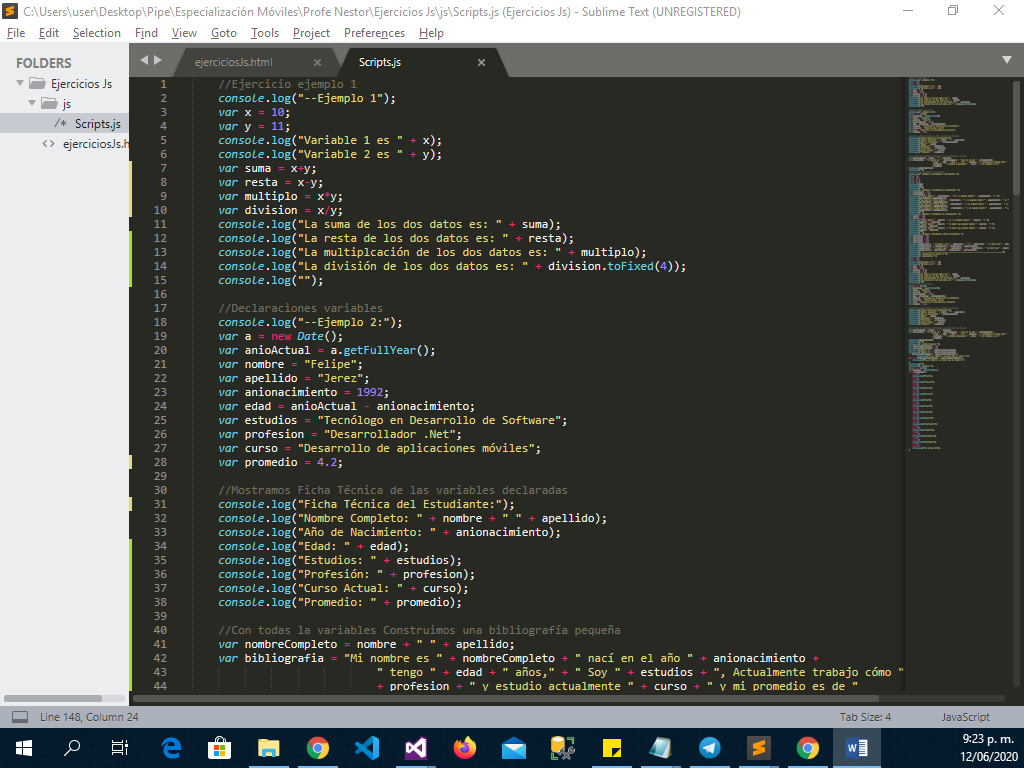 C:\Users\user\Desktop\Pipe\Especialización Móviles\Profe Nestor\Ejercicios Js\js\Scripts.js (Ejercicios Js) - Sublime Text (UNREGISTERED)
File Edit Selection Find View Goto Tools Project Preferences Help
FOLDERS
Ejercicios Js
js
/* Scripts.js
<> ejerciciosJs.h
ejerciciosJs.html ×
Scripts.js ×
1 //Ejercicio ejemplo 1
2 console.log("--Ejemplo 1");
3 var x = 10;
4 var y = 11;
5 console.log("Variable 1 es " + x);
6 console.log("Variable 2 es " + y);
7 var suma = x+y;
8 var resta = x-y;
9 var multiplo = x*y;
10 var division = x/y;
11 console.log("La suma de los dos datos es: " + suma);
12 console.log("La resta de los dos datos es: " + resta);
13 console.log("La multiplcación de los dos datos es: " + multiplo);
14 console.log("La división de los dos datos es: " + division.toFixed(4));
15 console.log("");
16
17 //Declaraciones variables
18 console.log("--Ejemplo 2:");
19 var a = new Date();
20 var anioActual = a.getFullYear();
21 var nombre = "Felipe";
22 var apellido = "Jerez";
23 var anionacimiento = 1992;
24 var edad = anioActual - anionacimiento;
25 var estudios = "Tecnólogo en Desarrollo de Software";
26 var profesion = "Desarrollador .Net";
27 var curso = "Desarrollo de aplicaciones móviles";
28 var promedio = 4.2;
29
30 //Mostramos Ficha Técnica de las variables declaradas
31 console.log("Ficha Técnica del Estudiante:");
32 console.log("Nombre Completo: " + nombre + " " + apellido);
33 console.log("Año de Nacimiento: " + anionacimiento);
34 console.log("Edad: " + edad);
35 console.log("Estudios: " + estudios);
36 console.log("Profesión: " + profesion);
37 console.log("Curso Actual: " + curso);
38 console.log("Promedio: " + promedio);
39
40 //Con todas la variables Construimos una bibliografía pequeña
41 var nombreCompleto = nombre + " " + apellido;
42 var bibliografia = "Mi nombre es " + nombreCompleto + " nací en el año " + anionacimiento +
43 " tengo " + edad + " años," + " Soy " + estudios + ", Actualmente trabajo cómo "
44 + profesion + " y estudio actualmente " + curso + " y mi promedio es de "
Line 148, Column 24
Tab Size: 4
JavaScript
9:23 p. m.
12/06/2020